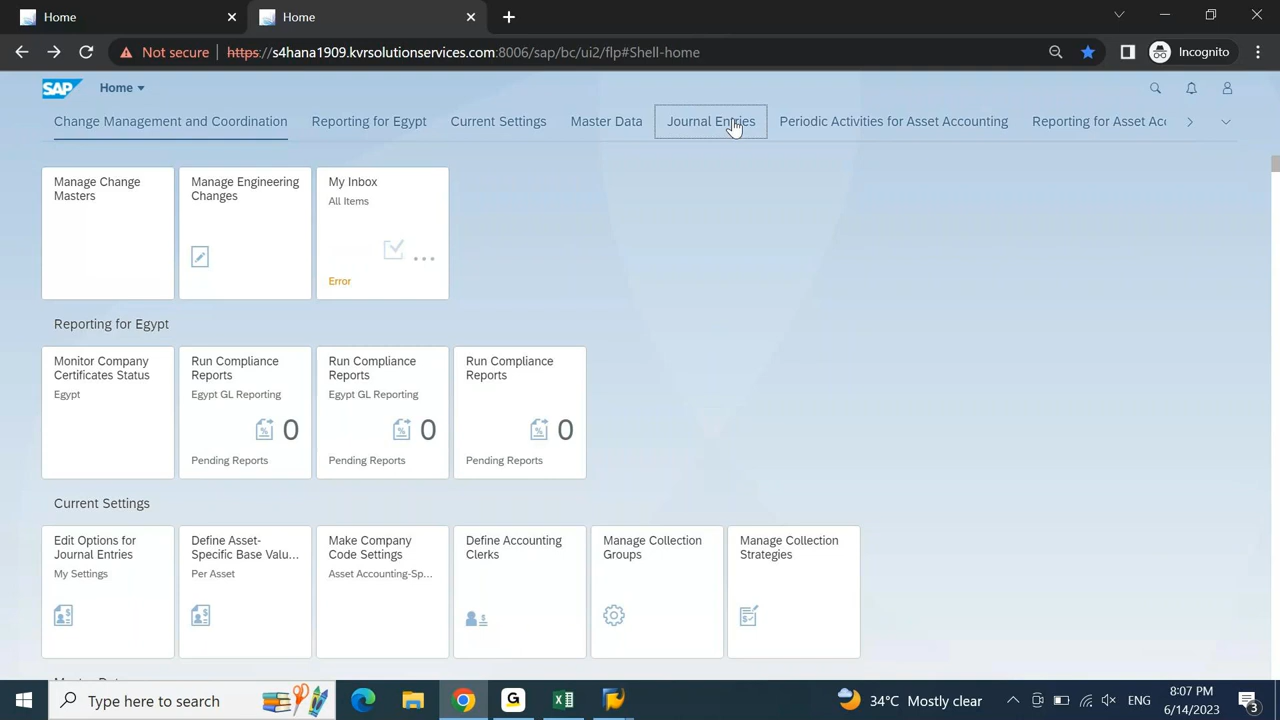 Home
Home
Not secure
https://s4hana1909.kvrsolutionservices.com:8006/sap/bc/ui2/flp#Shell-home
Incognito
SAP
Home
Change Management and Coordination
Reporting for Egypt
Current Settings
Master Data
Journal Entries
Periodic Activities for Asset Accounting
Reporting for Asset Acc
Manage Change
Masters
Manage Engineering
Changes
My Inbox
All Items
Error
Reporting for Egypt
Monitor Company
Certificates Status
Egypt
Run Compliance
Reports
Egypt GL Reporting
0
Pending Reports
Run Compliance
Reports
Egypt GL Reporting
0
Pending Reports
Run Compliance
Reports
0
Pending Reports
Current Settings
Edit Options for
Journal Entries
My Settings
Define Asset-
Specific Base Valu...
Per Asset
Make Company
Code Settings
Asset Accounting-Sp...
Define Accounting
Clerks
Manage Collection
Groups
Manage Collection
Strategies
Type here to search
34°C Mostly clear
ENG
8:07 PM
6/14/2023
3